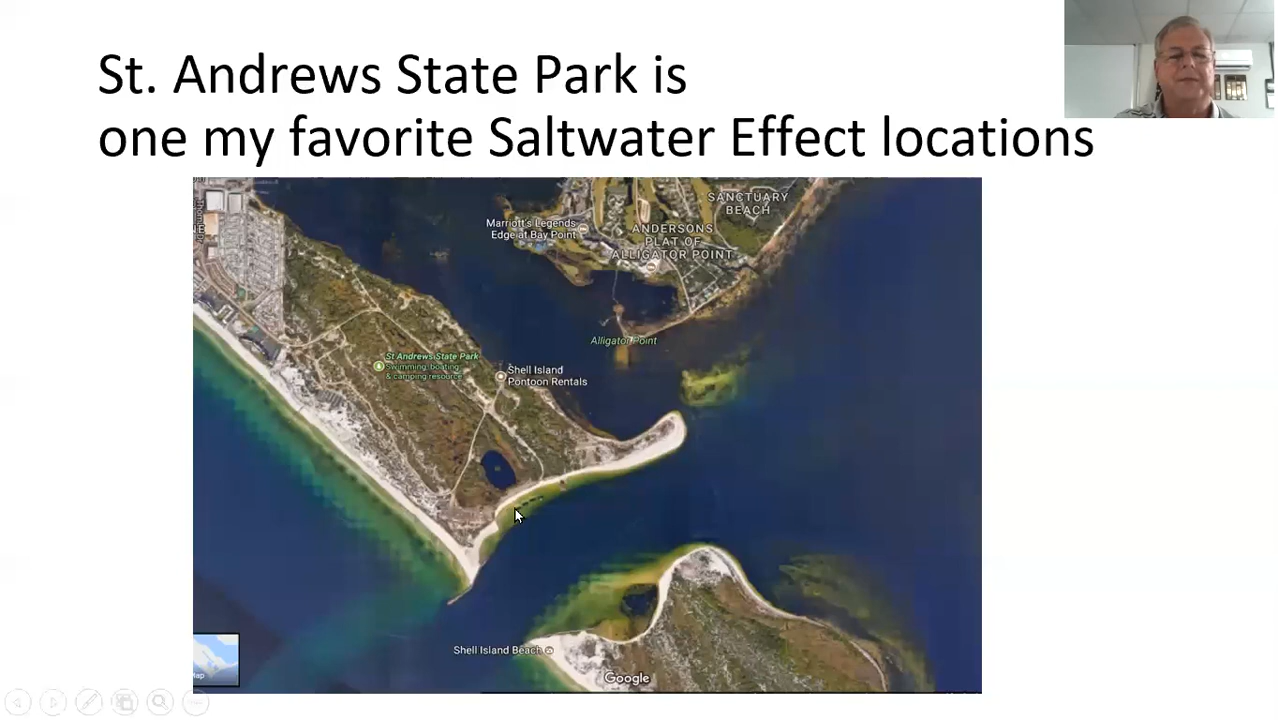 St. Andrews State Park is
one my favorite Saltwater Effect locations
SANCTUARY
BEACH
Marriott's Legends
Edge at Bay Point
ANDERSONS
PLAT OF
ALLIGATOR POINT
Alligator Point
St Andrews State Park
Swimming, boating
& camping resource
Shell Island
Pontoon Rentals
Shell Island Beach
Google